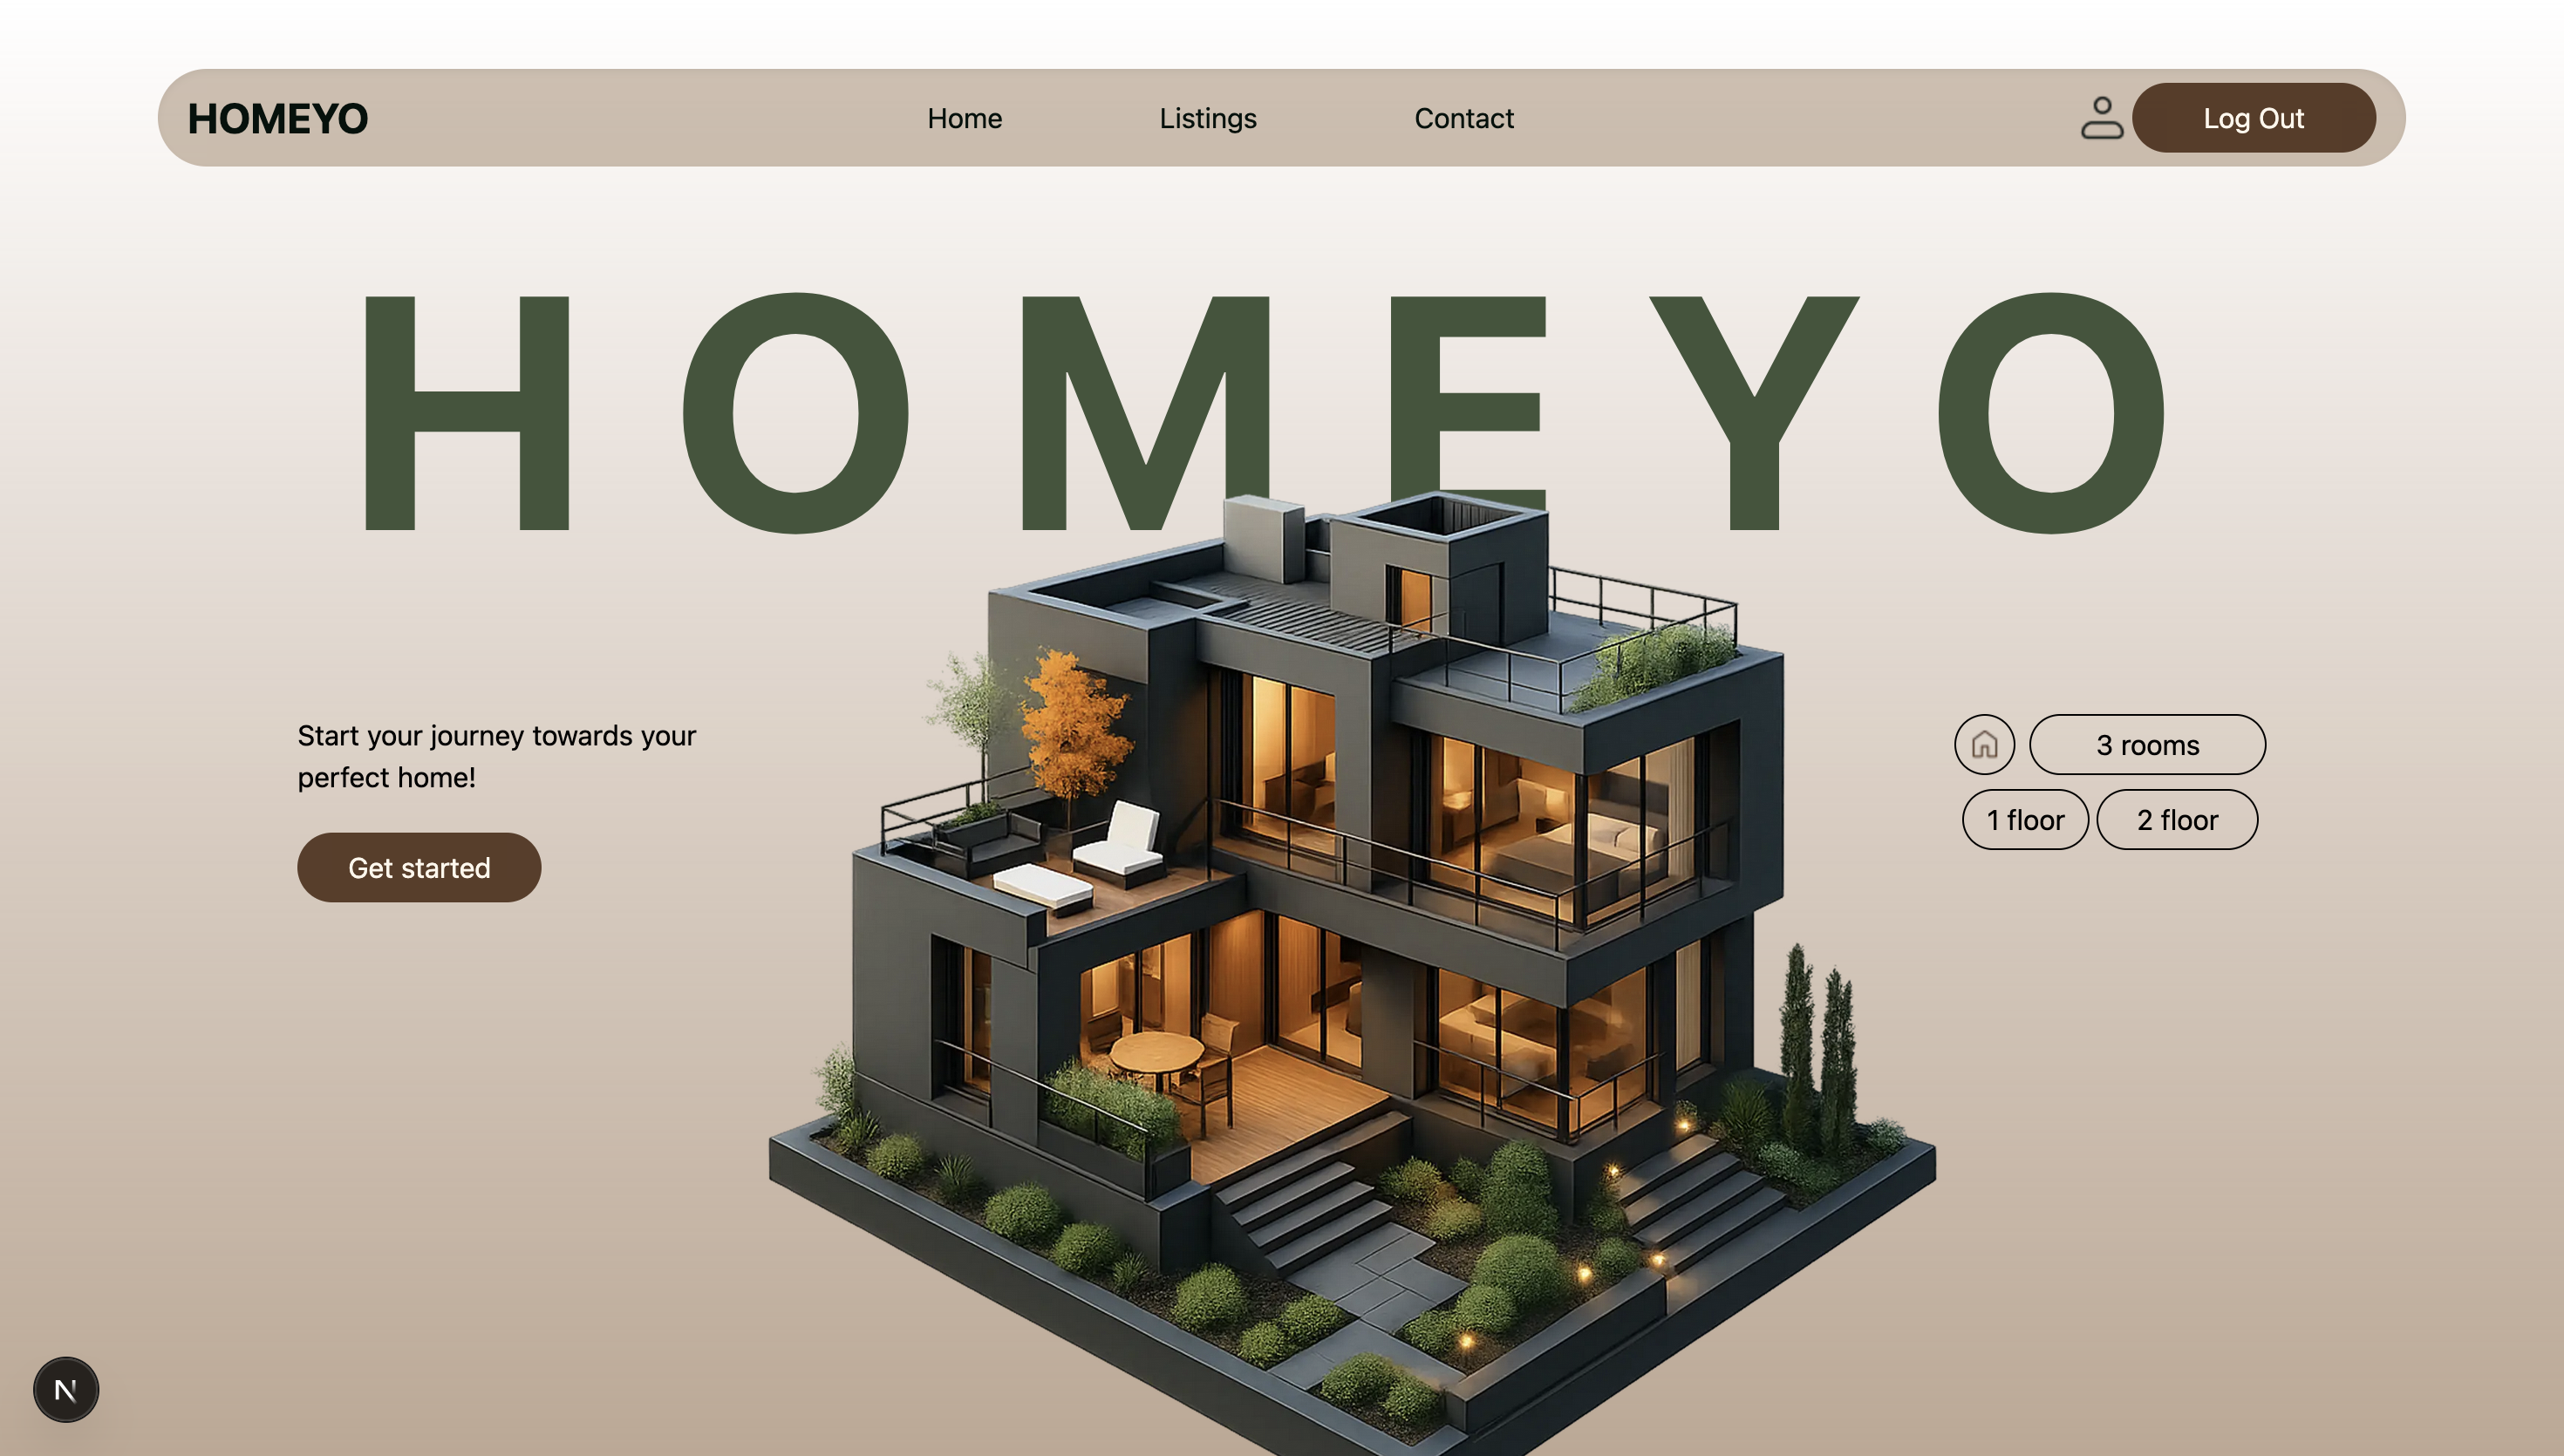 HOMEYO
Home
Listings
Contact
Log Out
HOMEYO
Start your journey towards your
perfect home!
Get started
3 rooms
1 floor
2 floor
N